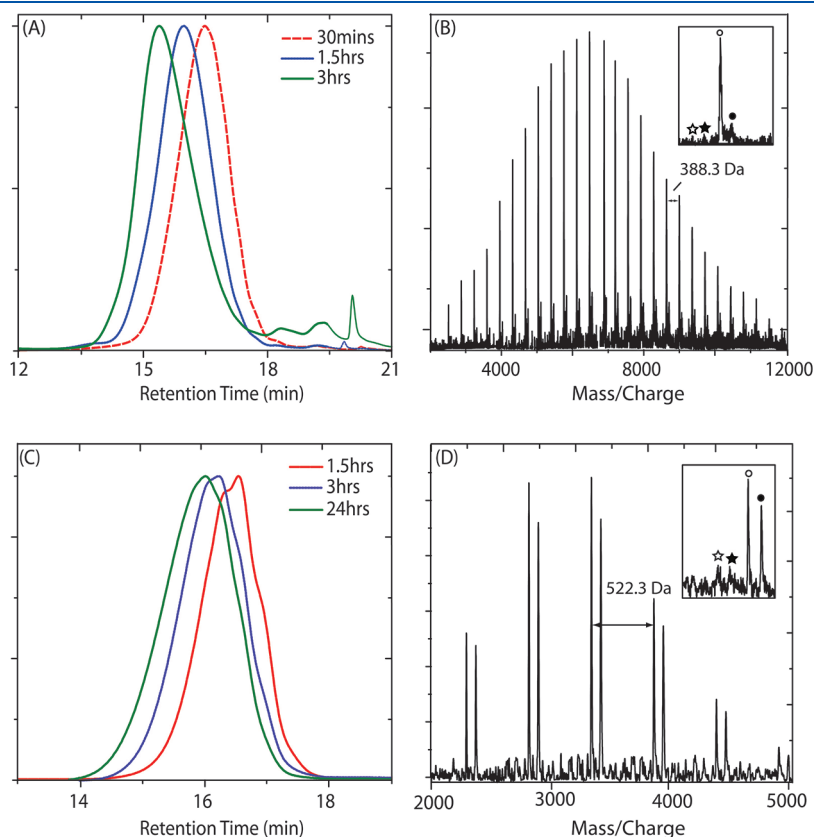 (A)
30mins
1.5hrs
3hrs
12 15 18 21
Retention Time (min)
(B)
388.3 Da
4000 8000 12000
Mass/Charge
(C)
1.5hrs
3hrs
24hrs
14 16 18
Retention Time (min)
(D)
522.3 Da
2000 3000 4000 5000
Mass/Charge